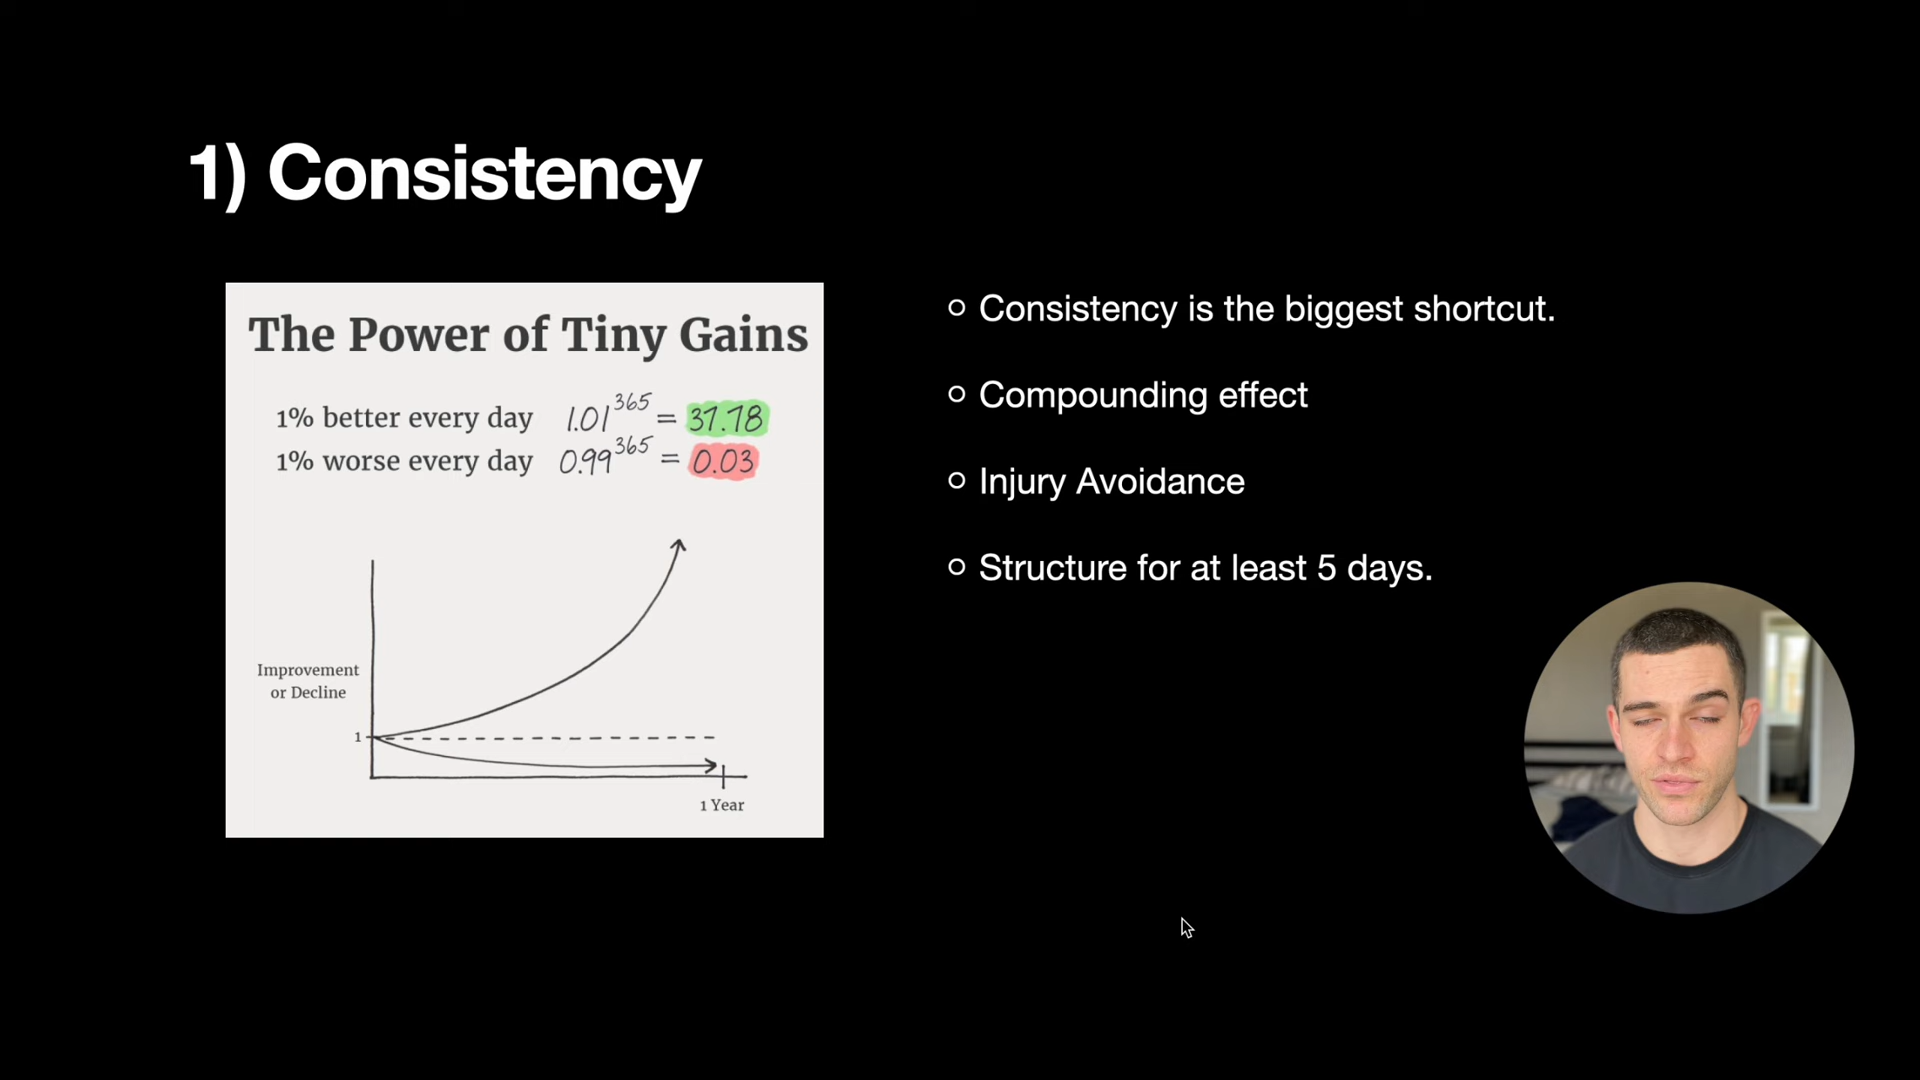 1) Consistency
The Power of Tiny Gains
1% better every day 1.01^365 = 37.78
1% worse every day 0.99^365 = 0.03
Improvement
or Decline
1
1 Year
Consistency is the biggest shortcut.
Compounding effect
Injury Avoidance
Structure for at least 5 days.